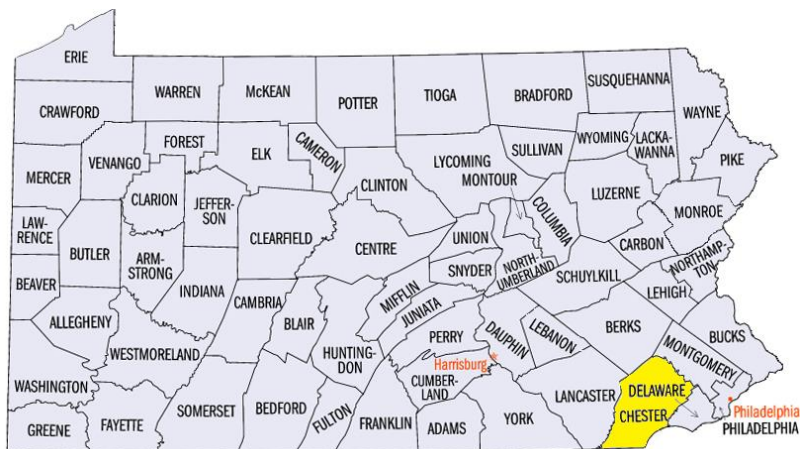 ERIE
CRAWFORD
WARREN
McKEAN
POTTER
TIOGA
BRADFORD
SUSQUEHANNA
WAYNE
FOREST
ELK
CAMERON
VENANGO
MERCER
CLARION
JEFFER-
SON
CLINTON
LYCOMING
MONTOUR
SULLIVAN
WYOMING
LACKA-
WANNA
PIKE
LUZERNE
COLUMBIA
MONROE
LAW-
RENCE
BUTLER
ARM-
STRONG
CLEARFIELD
CENTRE
UNION
SNYDER
NORTH-
UMBERLAND
CARBON
NORTHAMP-
TON
BEAVER
INDIANA
CAMBRIA
BLAIR
MIFFLIN
JUNIATA
SCHUYLKILL
LEHIGH
ALLEGHENY
WESTMORELAND
HUNTING-
DON
PERRY
DAUPHIN
LEBANON
BERKS
BUCKS
MONTGOMERY
Harrisburg
WASHINGTON
CUMBER-
LAND
LANCASTER
DELAWARE
CHESTER
Philadelphia
PHILADELPHIA
GREENE
FAYETTE
SOMERSET
BEDFORD
FULTON
FRANKLIN
ADAMS
YORK